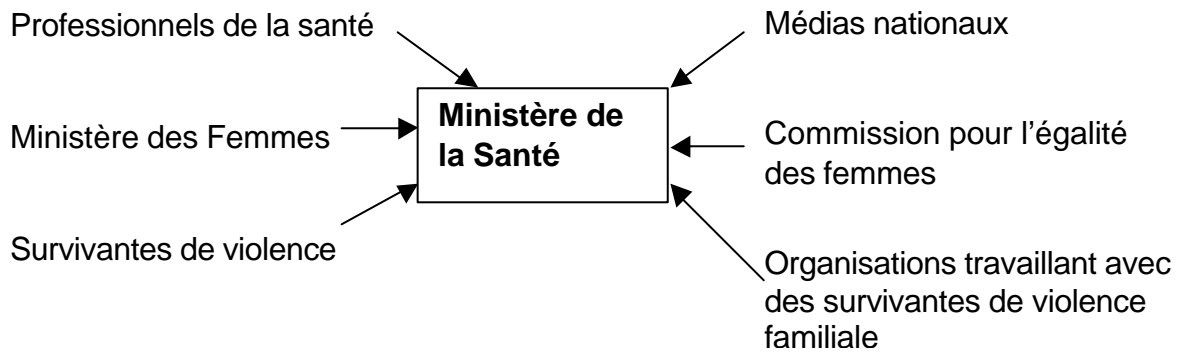 Professionnels de la santé
Ministère des Femmes
Survivantes de violence
Ministère de
la Santé
Médias nationaux
Commission pour l’égalité
des femmes
Organisations travaillant avec
des survivantes de violence
familiale